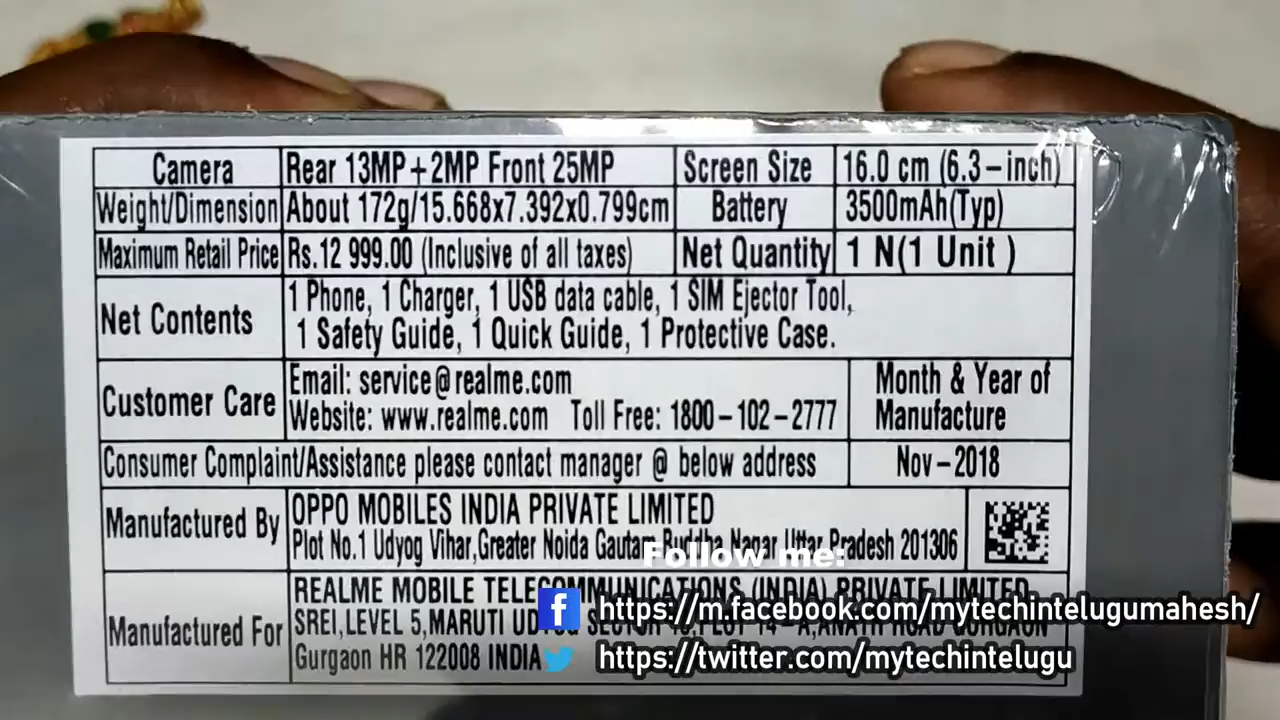 Camera Rear 13MP+2MP Front 25MP Screen Size 16.0 cm (6.3-inch)
Weight/Dimension About 172g/15.668x7.392x0.799cm Battery 3500mAh(Typ)
Maximum Retail Price Rs.12 999.00 (Inclusive of all taxes) Net Quantity 1 N(1 Unit )
Net Contents 1 Phone, 1 Charger, 1 USB data cable, 1 SIM Ejector Tool,
1 Safety Guide, 1 Quick Guide, 1 Protective Case.
Customer Care Email: service@realme.com
Website: www.realme.com Toll Free: 1800-102-2777
Month & Year of
Manufacture
Consumer Complaint/Assistance please contact manager @ below address Nov-2018
Manufactured By OPPO MOBILES INDIA PRIVATE LIMITED
Plot No.1 Udyog Vihar,Greater Noida Gautam Buddha Nagar Uttar Pradesh 201306
Follow me:
Manufactured For REALME MOBILE TELECOMMUNICATIONS (INDIA) PRIVATE LIMITED
SREI,LEVEL 5,MARUTI
Gurgaon HR 122008 INDIA
https://m.facebook.com/mytechintelugumahesh/
https://twitter.com/mytechintelugu